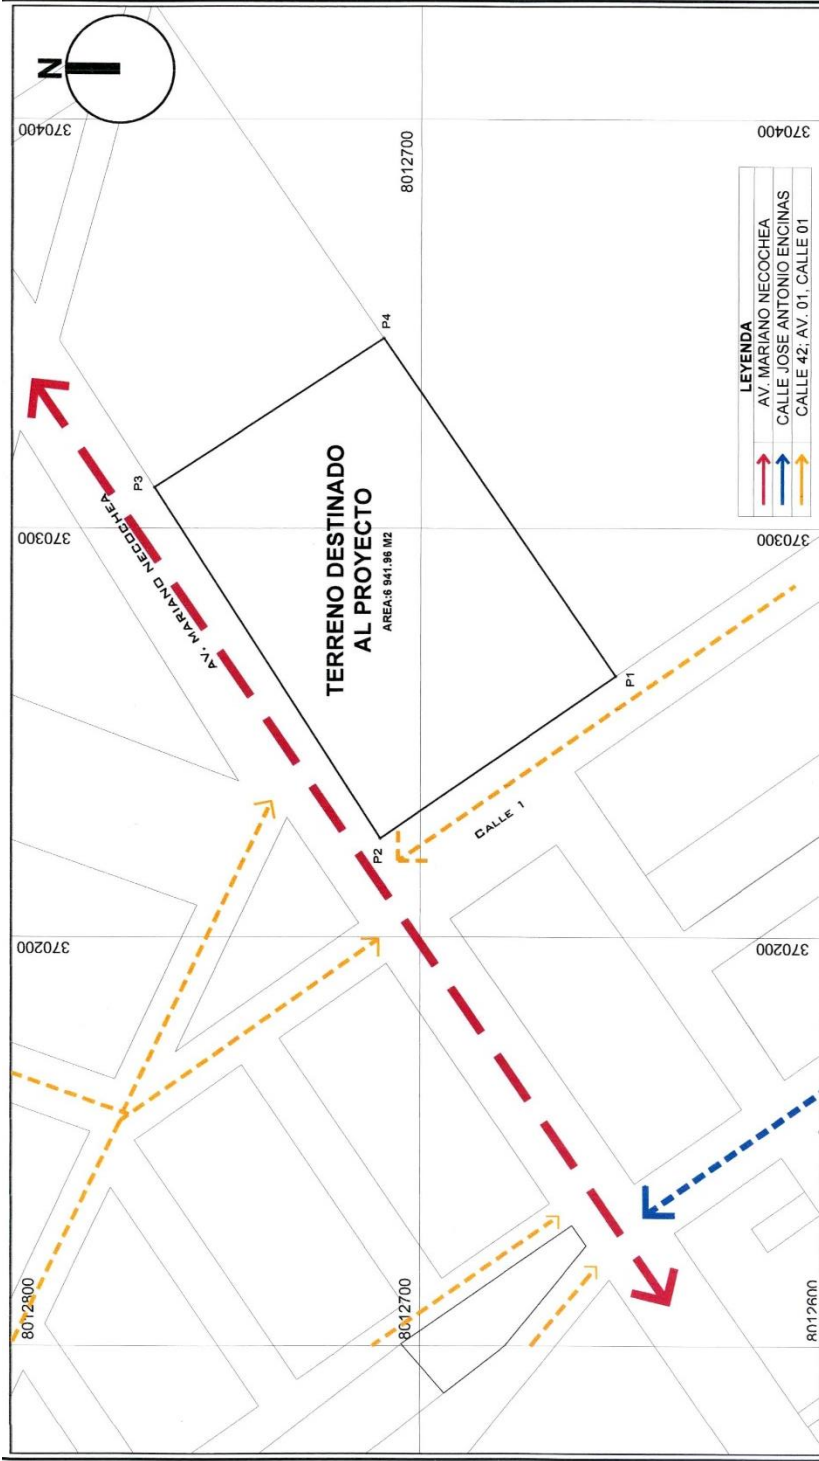 N
370400
370400
8012700
P4
P3
370300
370300
AV. MARIANO NECOCHEA
TERRENO DESTINADO
AL PROYECTO
AREA:6 941.96 M2
P1
P2
CALLE 1
370200
370200
8012800
8012700
8012600
LEYENDA
AV. MARIANO NECOCHEA
CALLE JOSE ANTONIO ENCINAS
CALLE 42; AV. 01, CALLE 01